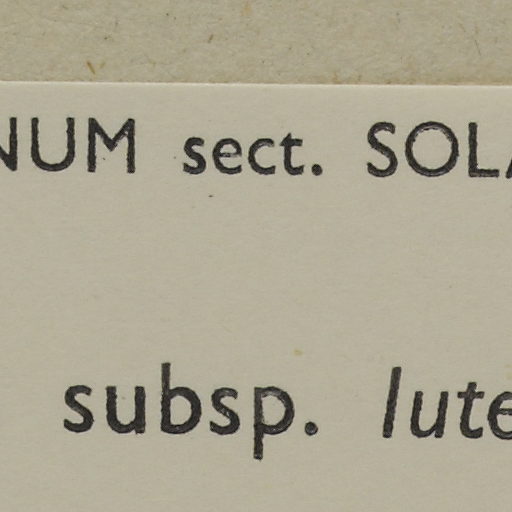 NUM sect. SOLA
subsp. lute